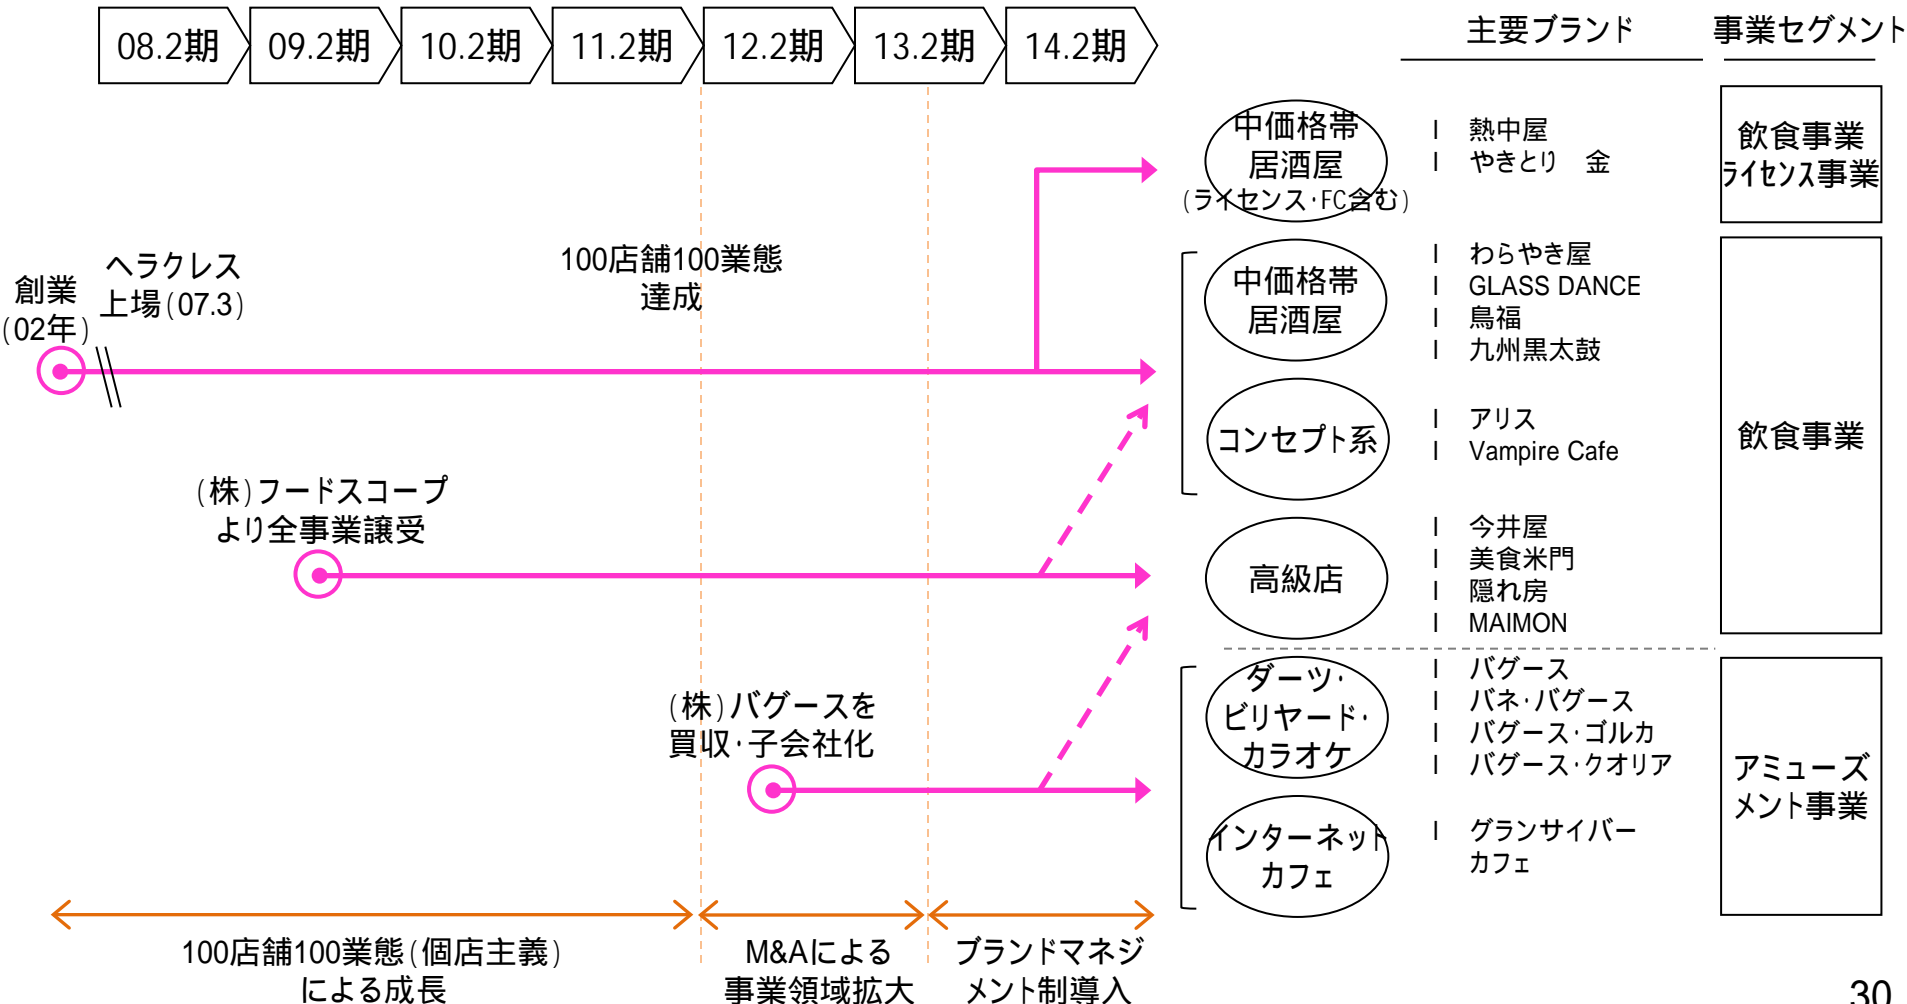 08.2期
09.2期
10.2期
11.2期
12.2期
13.2期
14.2期
主要ブランド
事業セグメント
創業
(02年)
ヘラクレス
上場(07.3)
100店舗100業態
達成
(株)フードスコープ
より全事業譲受
(株)バグースを
買収・子会社化
中価格帯
居酒屋
(ライセンス・FC含む)
l 熱中屋
l やきとり 金
飲食事業
ライセンス事業
中価格帯
居酒屋
l わらやき屋
l GLASS DANCE
l 鳥福
l 九州黒太鼓
コンセプト系
l アリス
l Vampire Cafe
飲食事業
高級店
l 今井屋
l 美食米門
l 隠れ房
l MAIMON
ダーツ・
ビリヤード・
カラオケ
l バグース
l バネ・バグース
l バグース・ゴルカ
l バグース・クオリア
アミューズ
メント事業
インターネット
カフェ
l グランサイバー
カフェ
100店舗100業態(個店主義)
による成長
M&Aによる
事業領域拡大
ブランドマネジ
メント制導入
30